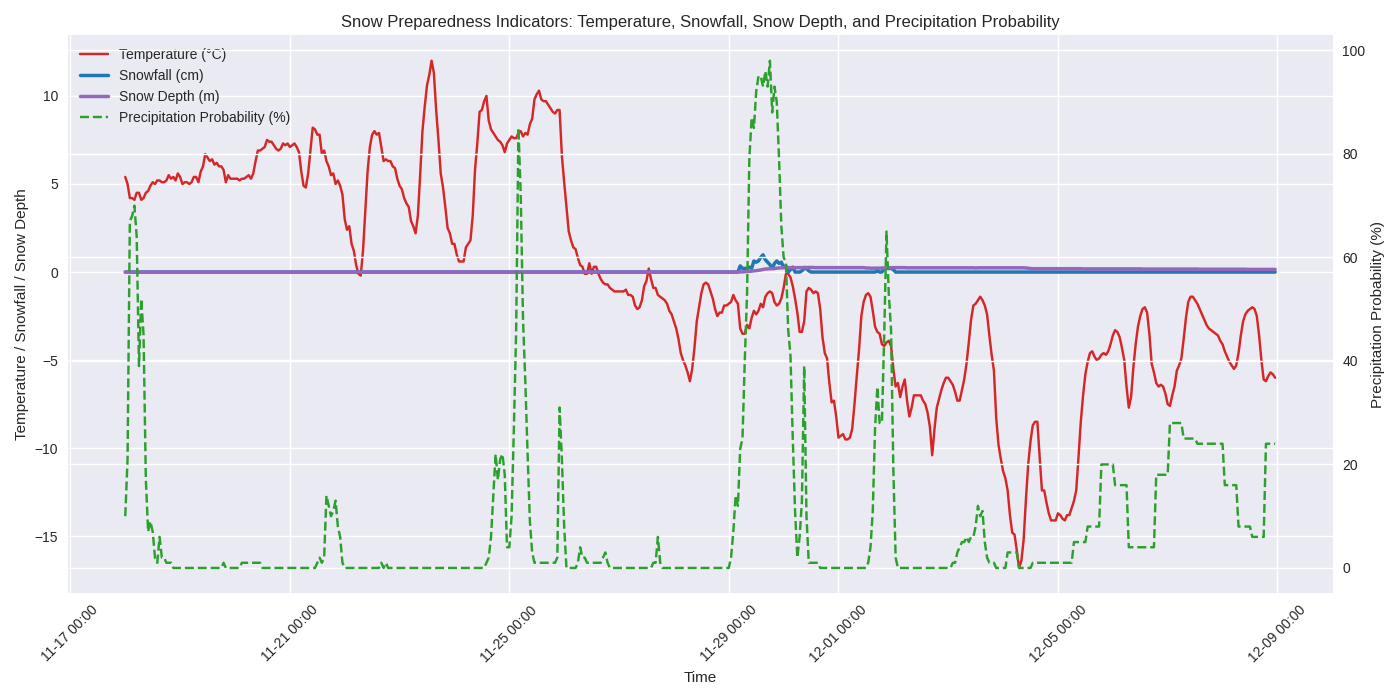 Snow Preparedness Indicators: Temperature, Snowfall, Snow Depth, and Precipitation Probability
Temperature (°C)
Snowfall (cm)
Snow Depth (m)
Precipitation Probability (%)
Temperature / Snowfall / Snow Depth
10
5
0
−5
−10
−15
100
80
60
40
20
0
Precipitation Probability (%)
11-17 00:00
11-21 00:00
11-25 00:00
11-29 00:00
12-01 00:00
12-05 00:00
12-09 00:00
Time